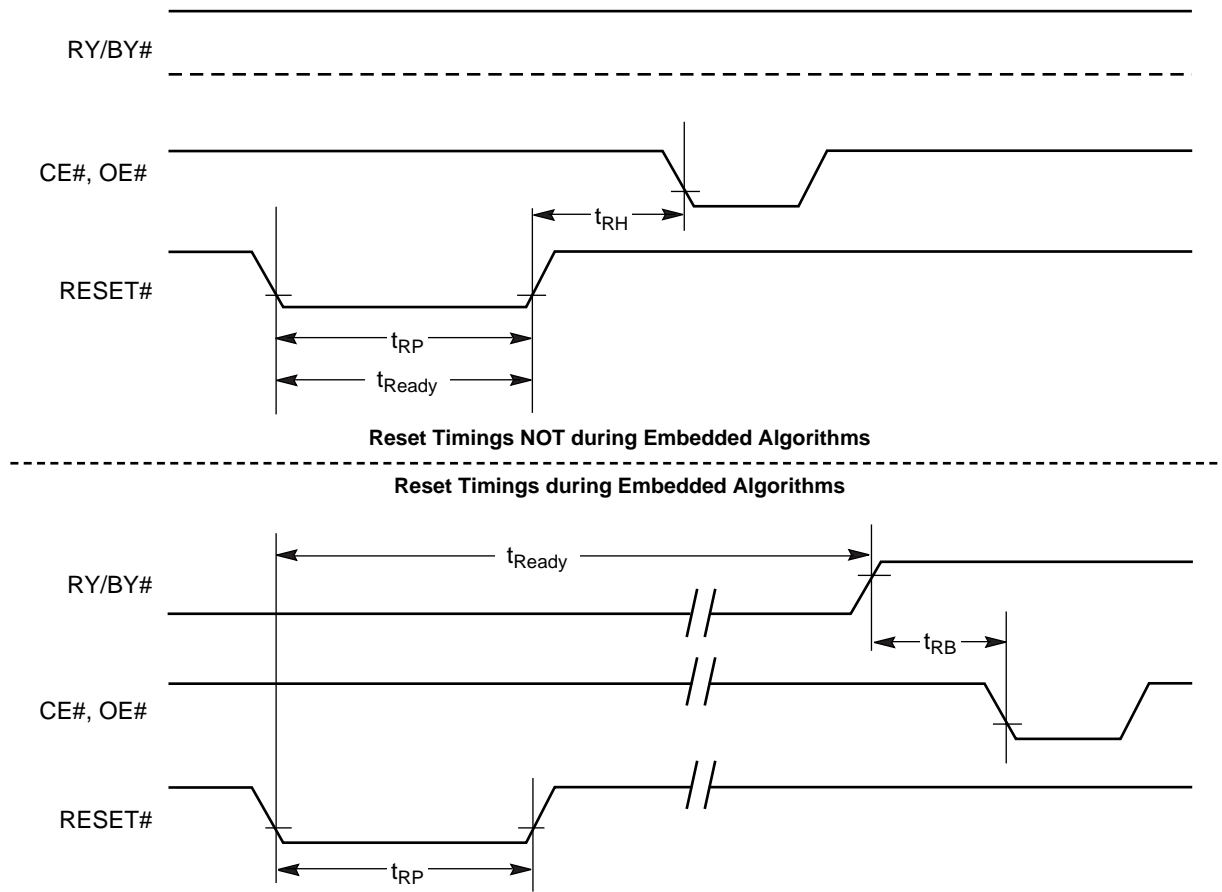 RY/BY#
CE#, OE#
tRH
RESET#
tRP
tReady
Reset Timings NOT during Embedded Algorithms
Reset Timings during Embedded Algorithms
tReady
RY/BY#
tRB
CE#, OE#
RESET#
tRP